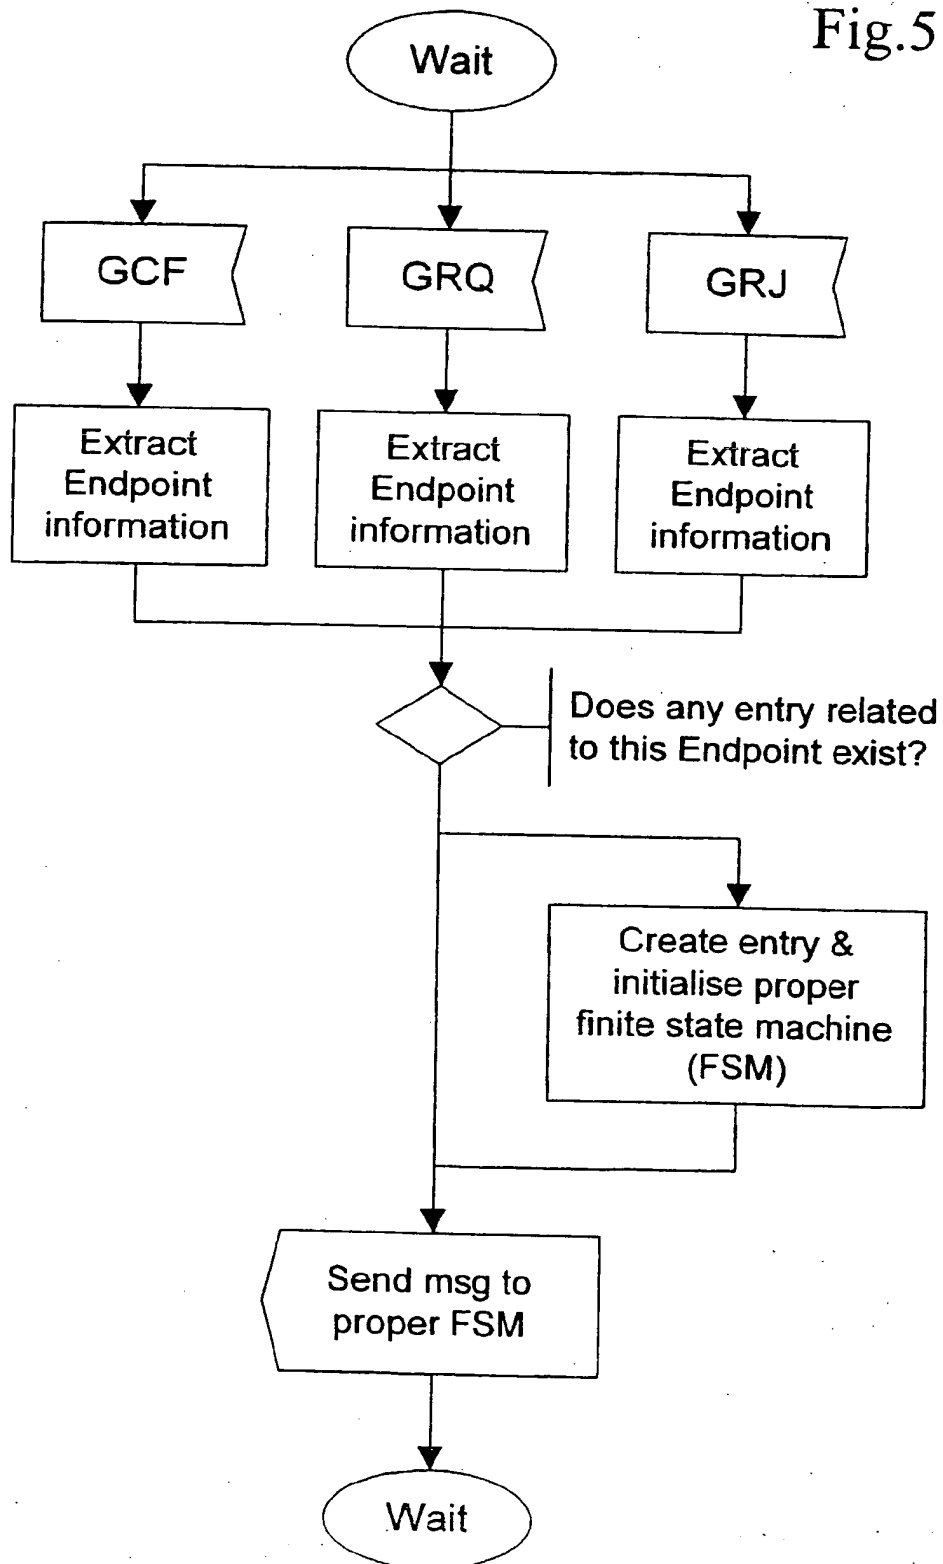 Fig.5
Wait
GCF
GRQ
GRJ
Extract
Endpoint
information
Extract
Endpoint
information
Extract
Endpoint
information
Does any entry related
to this Endpoint exist?
Create entry &
initialise proper
finite state machine
(FSM)
Send msg to
proper FSM
Wait